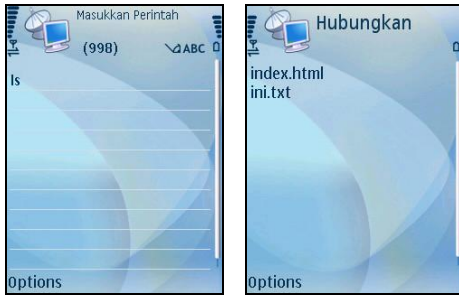 Masukkan Perintah
(998)
ABC
ls
Options
Hubungkan
index.html
ini.txt
Options